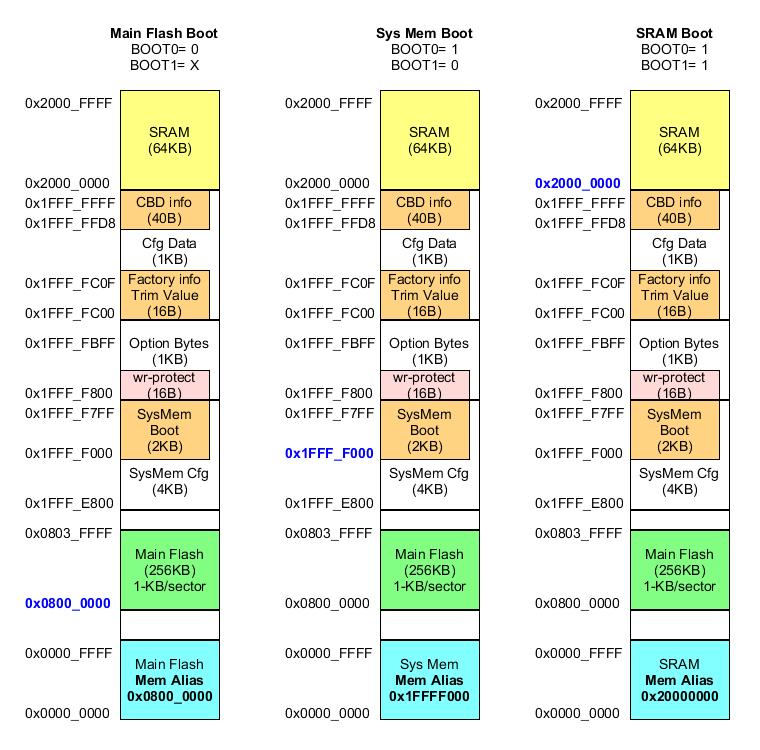 Main Flash Boot
BOOT0= 0
BOOT1= X
0x2000_FFFF
SRAM
(64KB)
0x2000_0000
0x1FFF_FFFF
CBD info
(40B)
0x1FFF_FFD8
Cfg Data
(1KB)
0x1FFF_FC0F
Factory info
Trim Value
(16B)
0x1FFF_FC00
0x1FFF_FBFF
Option Bytes
(1KB)
wr-protect
(16B)
0x1FFF_F800
0x1FFF_F7FF
SysMem
Boot
(2KB)
0x1FFF_F000
SysMem Cfg
(4KB)
0x1FFF_E800
0x0803_FFFF
Main Flash
(256KB)
1-KB/sector
0x0800_0000
0x0000_FFFF
Main Flash
Mem Alias
0x0800_0000
0x0000_0000
Sys Mem Boot
BOOT0= 1
BOOT1= 0
0x2000_FFFF
SRAM
(64KB)
0x2000_0000
0x1FFF_FFFF
CBD info
(40B)
0x1FFF_FFD8
Cfg Data
(1KB)
0x1FFF_FC0F
Factory info
Trim Value
(16B)
0x1FFF_FC00
0x1FFF_FBFF
Option Bytes
(1KB)
wr-protect
(16B)
0x1FFF_F800
0x1FFF_F7FF
SysMem
Boot
(2KB)
0x1FFF_F000
SysMem Cfg
(4KB)
0x1FFF_E800
0x0803_FFFF
Main Flash
(256KB)
1-KB/sector
0x0800_0000
0x0000_FFFF
Sys Mem
Mem Alias
0x1FFFF000
0x0000_0000
SRAM Boot
BOOT0= 1
BOOT1= 1
0x2000_FFFF
SRAM
(64KB)
0x2000_0000
0x1FFF_FFFF
CBD info
(40B)
0x1FFF_FFD8
Cfg Data
(1KB)
0x1FFF_FC0F
Factory info
Trim Value
(16B)
0x1FFF_FC00
0x1FFF_FBFF
Option Bytes
(1KB)
wr-protect
(16B)
0x1FFF_F800
0x1FFF_F7FF
SysMem
Boot
(2KB)
0x1FFF_F000
SysMem Cfg
(4KB)
0x1FFF_E800
0x0803_FFFF
Main Flash
(256KB)
1-KB/sector
0x0800_0000
0x0000_FFFF
SRAM
Mem Alias
0x20000000
0x0000_0000